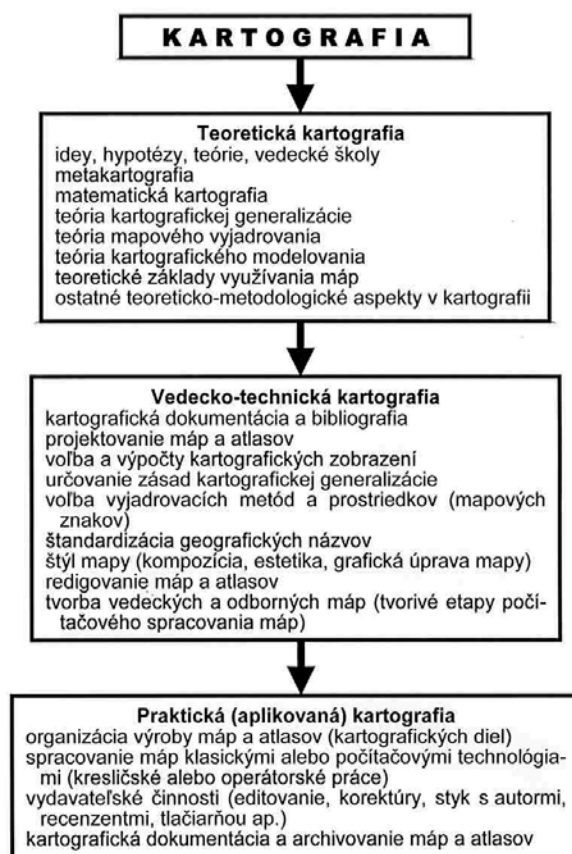 KARTOGRAFIA
Teoretická kartografia
idey, hypotézy, teórie, vedecké školy
metakartografia
matematická kartografia
teória kartografickej generalizácie
teória mapového vyjadrovania
teória kartografického modelovania
teoretické základy využívania máp
ostatné teoreticko-metodologické aspekty v kartografii
Vedecko-technická kartografia
kartografická dokumentácia a bibliografia
projektovanie máp a atlasov
voľba a výpočty kartografických zobrazení
určovanie zásad kartografickej generalizácie
voľba vyjadrovacích metód a prostriedkov (mapových
znakov)
štandardizácia geografických názvov
štýl mapy (kompozícia, estetika, grafická úprava mapy)
redigovanie máp a atlasov
tvorba vedeckých a odborných máp (tvorivé etapy počí-
tačového spracovania máp)
Praktická (aplikovaná) kartografia
organizácia výroby máp a atlasov (kartografických diel)
spracovanie máp klasickými alebo počítačovými technológia-
mi (kresličské alebo operátorské práce)
vydavateľské činnosti (editovanie, korektúry, styk s autormi,
recenzentmi, tlačiarňou ap.)
kartografická dokumentácia a archivovanie máp a atlasov